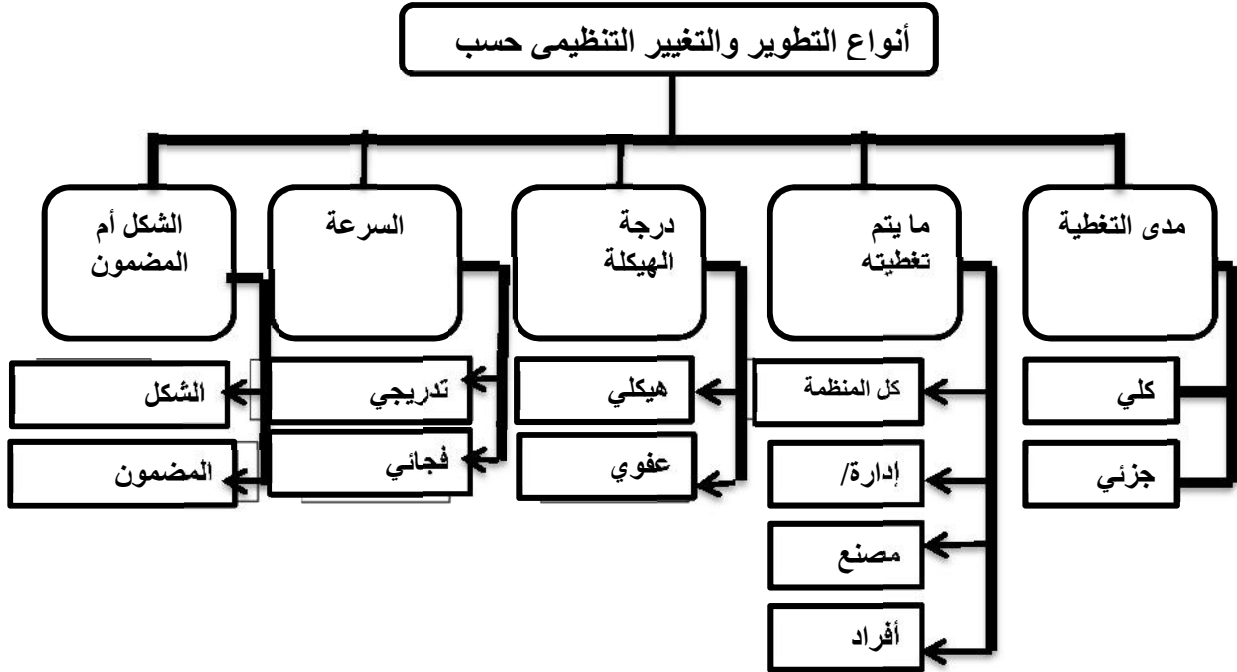 أنواع التطوير والتغيير التنظيمى حسب
مدى التغطية
ما يتم
تغطيته
درجة
الهيكلة
السرعة
الشكل أم
المضمون
كلي
جزئي
كل المنظمة
إدارة/
مصنع
أفراد
هيكلي
عفوي
تدريجي
فجائي
الشكل
المضمون